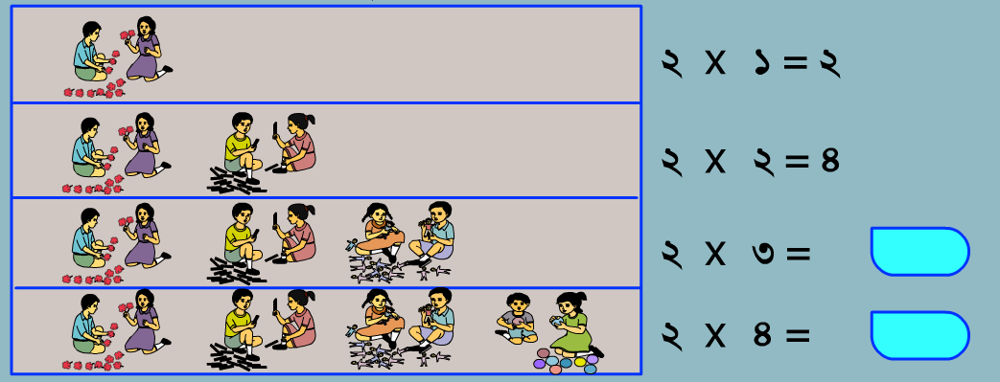 ২ X ১ = ২
২ X ২ = ৪
২ X ৩ =
২ X ৪ =